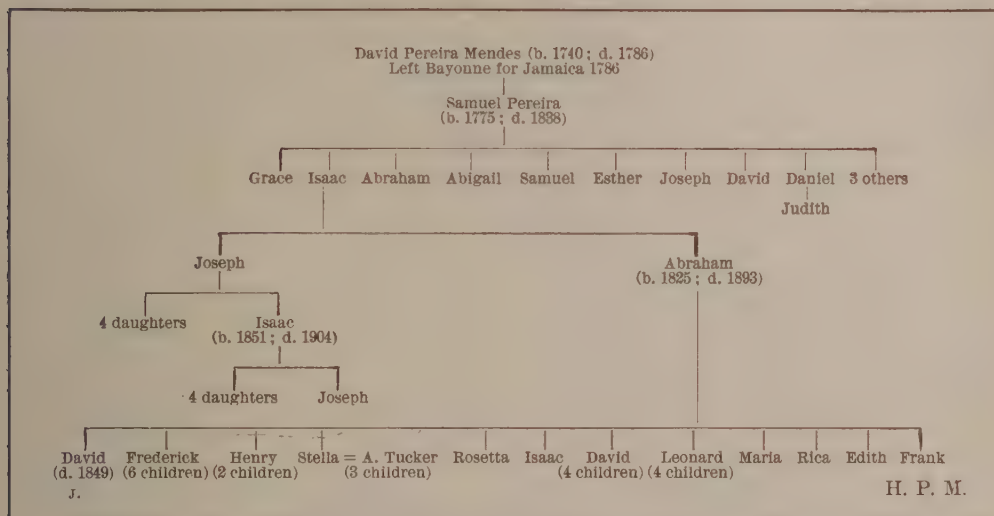 David Pereira Mendes (b. 1740; d. 1786)
Left Bayonne for Jamaica 1786
Samuel Pereira
(b. 1775; d. 1838)
Grace Isaac Abraham Abigail Samuel Esther Joseph David Daniel 3 others
Judith
Joseph Abraham
(b. 1825; d. 1893)
4 daughters Isaac
(b. 1851; d. 1904)
4 daughters Joseph
David Frederick Henry Stella = A. Tucker Rosetta Isaac David Leonard Maria Rica Edith Frank
(d. 1849) (6 children) (2 children) (3 children) (4 children) (4 children)
J. H. P. M.